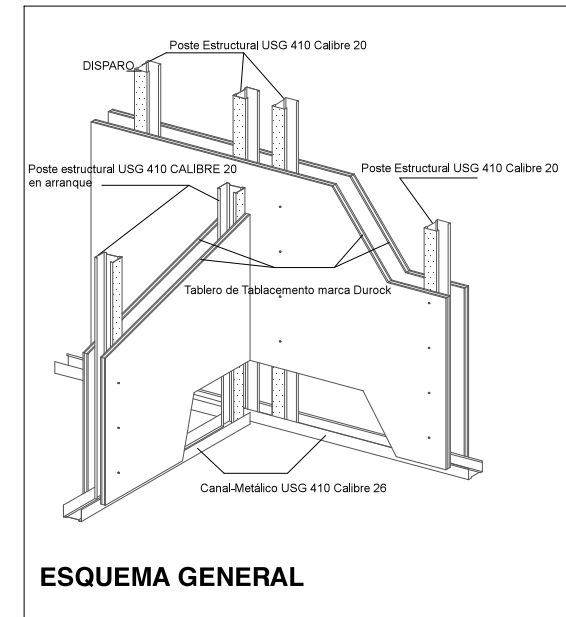 Poste Estructural USG 410 Calibre 20
DISPARO
Poste estructural USG 410 CALIBRE 20
en arranque
Poste Estructural USG 410 Calibre 20
Tablero de Tablacemento marca Durock
Canal-Metálico USG 410 Calibre 26
ESQUEMA GENERAL